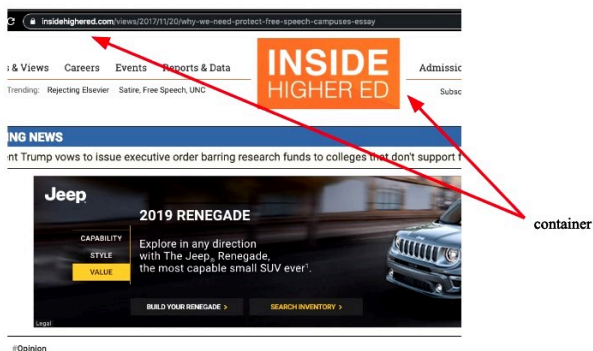 insidehighered.com/views/2017/11/20/why-we-need-protect-free-speech-campuses-essay
s & Views Careers Events Reports & Data
INSIDE
HIGHER ED
Admissio
Trending: Rejecting Elsevier Satire, Free Speech, UNC
Subsc
NG NEWS
nt Trump vows to issue executive order barring research funds to colleges that don't support f
Jeep
2019 RENEGADE
CAPABILITY
STYLE
VALUE
Explore in any direction
with The Jeep® Renegade,
the most capable small SUV ever¹.
BUILD YOUR RENEGADE >
SEARCH INVENTORY >
Legal
container
#Opinion